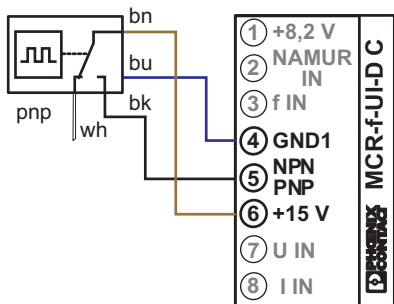 bn
bu
bk
pnp
wh
1 +8,2 V
2 NAMUR
IN
3 f IN
4 GND1
5 NPN
PNP
6 +15 V
7 U IN
8 I IN
MCR-f-UI-D C
PHŒNIX
CONTACT